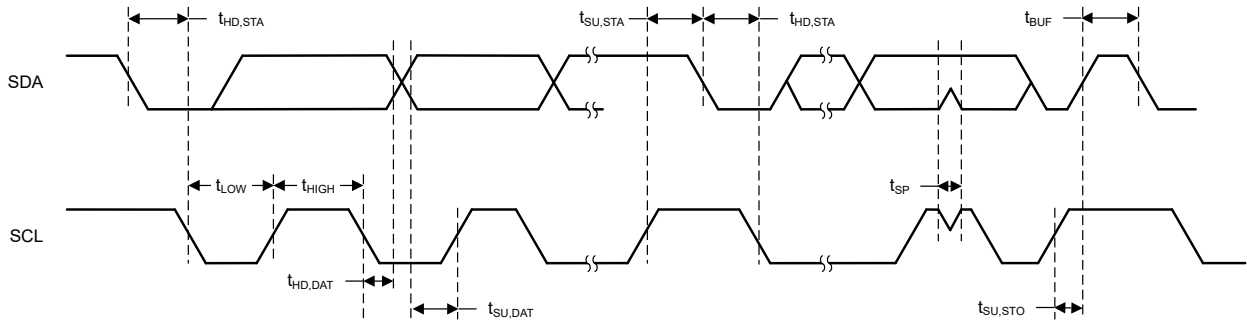 tHD,STA
tSU,STA
tHD,STA
tBUF
SDA
tLOW
tHIGH
tSP
SCL
tHD,DAT
tSU,DAT
tSU,STO